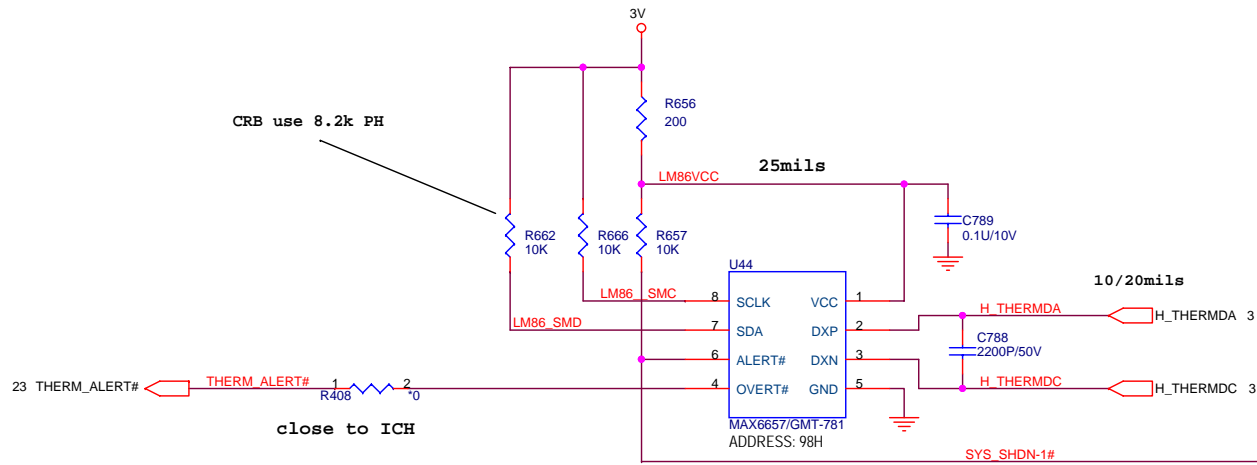 3V
R656
200
CRB use 8.2k PH
25mils
LM86VCC
C789
0.1U/10V
R662
10K
R666
10K
R657
10K
U44
10/20mils
LM86__SMC
8 SCLK VCC 1
H_THERMDA
H_THERMDA 3
LM86_SMD
7 SDA DXP 2
C788
2200P/50V
6 ALERT# DXN 3
H_THERMDC
H_THERMDC 3
23 THERM_ALERT#
THERM_ALERT#
1 2
R408 *0
4 OVERT# GND 5
close to ICH
MAX6657/GMT-781
ADDRESS: 98H
SYS_SHDN-1#